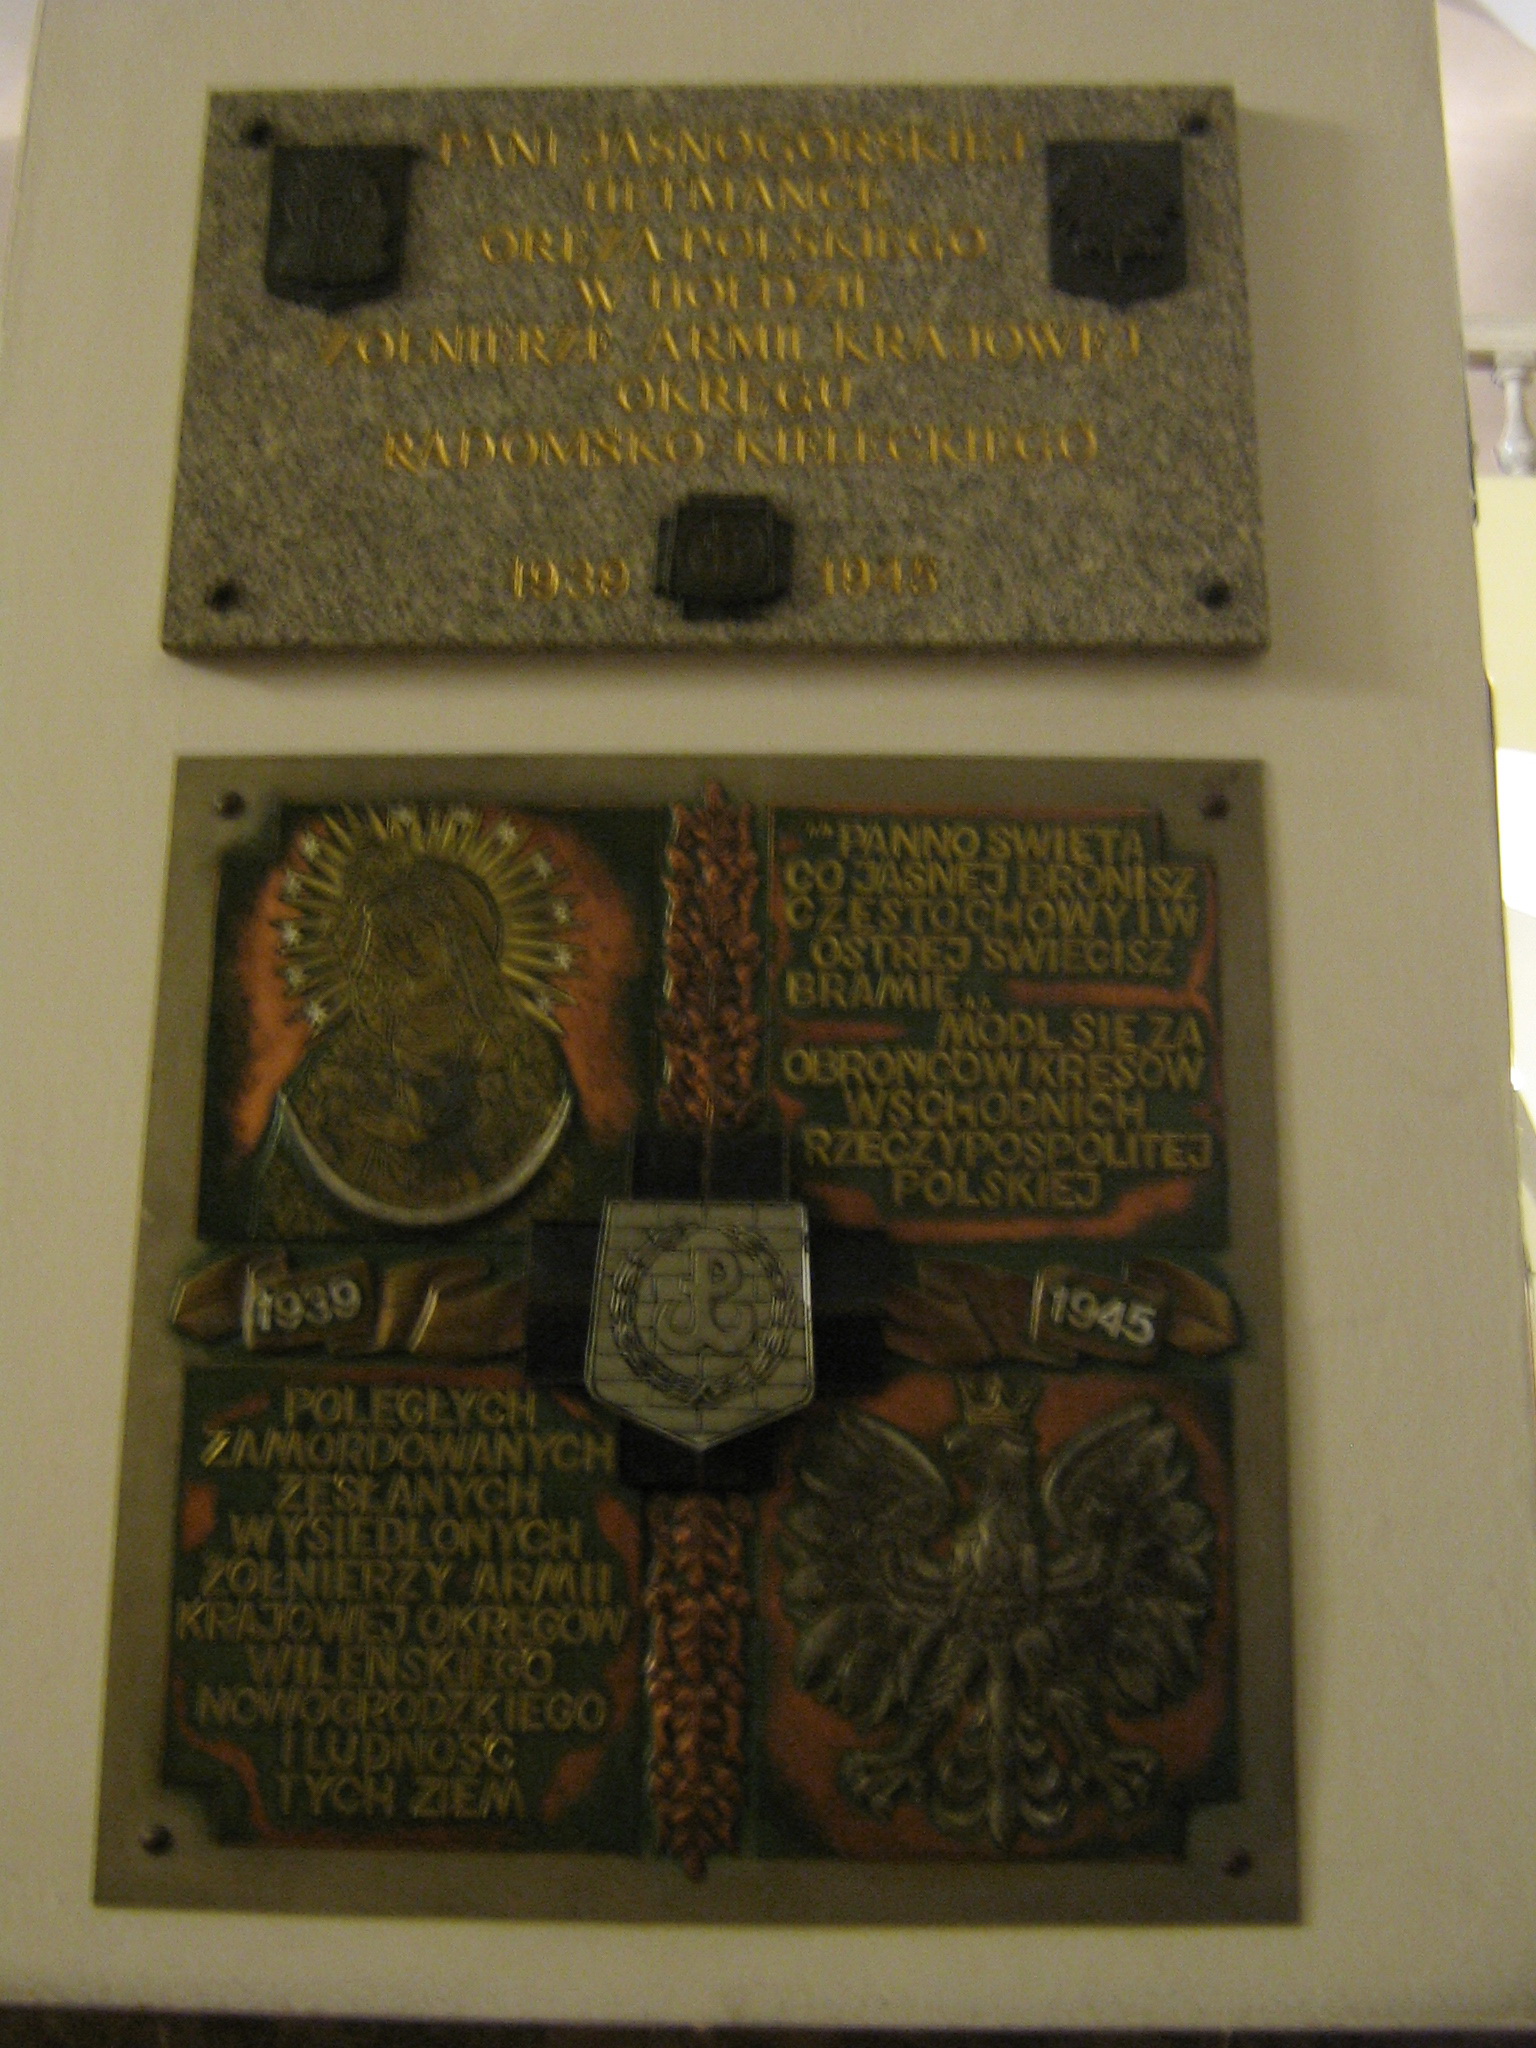 PANI JASNOGÓRSKIEJ
HETMANCE
ORĘŻA POLSKIEGO
W HOŁDZIE
ŻOŁNIERZE ARMII KRAJOWEJ
OKRĘGU
RADOMSKO-KIELECKIEGO
1939 1945
„PANNO ŚWIĘTA
CO JASNEJ BRONISZ
CZĘSTOCHOWY I W
OSTREJ ŚWIECISZ
BRAMIE„
MÓDL SIĘ ZA
OBROŃCÓW KRESÓW
WSCHODNICH
RZECZYPOSPOLITEJ
POLSKIEJ
1939
1945
POLEGŁYCH
ZAMORDOWANYCH
ZESŁANYCH
WYSIEDLONYCH
ŻOŁNIERZY ARMII
KRAJOWEJ OKRĘGÓW
WILEŃSKIEGO
NOWOGRÓDZKIEGO
I LUDNOŚĆ
TYCH ZIEM